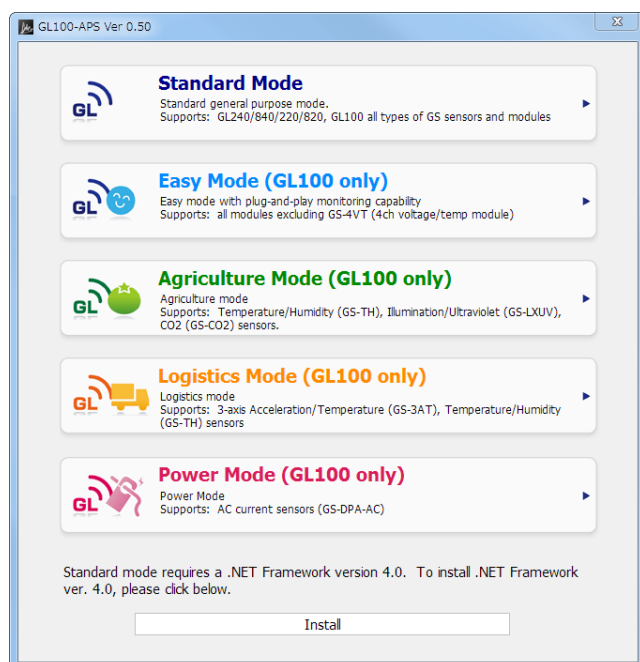 GL100-APS Ver 0.50
Standard Mode
Standard general purpose mode.
Supports: GL240/840/220/820, GL100 all types of GS sensors and modules
GL
Easy Mode (GL100 only)
Easy mode with plug-and-play monitoring capability
Supports: all modules excluding GS-4VT (4ch voltage/temp module)
GL
Agriculture Mode (GL100 only)
Agriculture mode
Supports: Temperature/Humidity (GS-TH), Illumination/Ultraviolet (GS-LXUV),
CO2 (GS-CO2) sensors.
GL
Logistics Mode (GL100 only)
Logistics mode
Supports: 3-axis Acceleration/Temperature (GS-3AT), Temperature/Humidity
(GS-TH) sensors
GL
Power Mode (GL100 only)
Power Mode
Supports: AC current sensors (GS-DPA-AC)
GL
Standard mode requires a .NET Framework version 4.0. To install .NET Framework
ver. 4.0, please click below.
Install